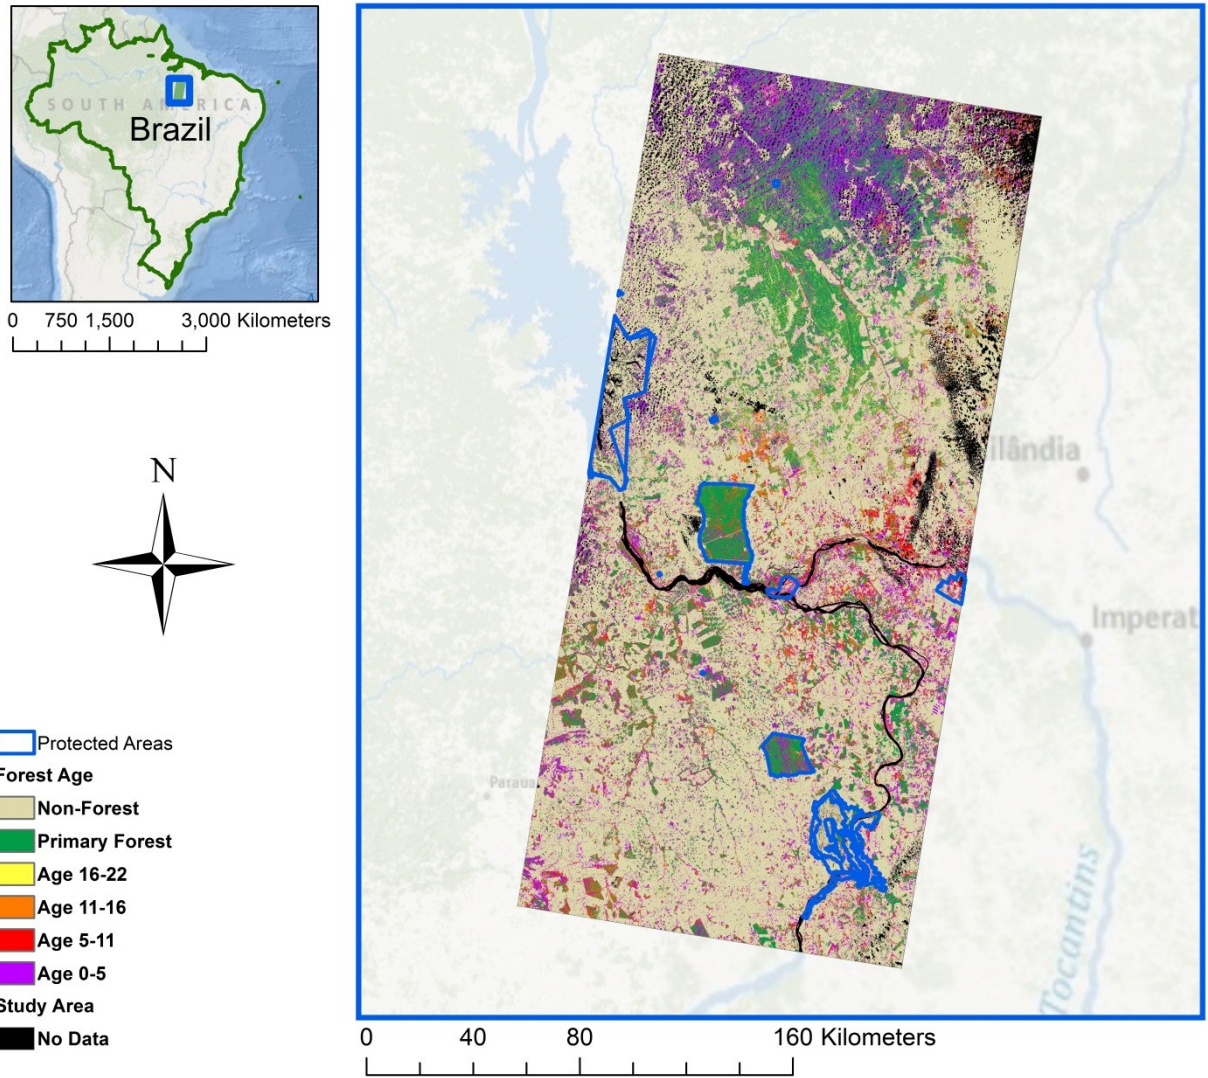 SOUTH AMERICA
Brazil
0 750 1,500 3,000 Kilometers
N
Protected Areas
Forest Age
Non-Forest
Primary Forest
Age 16-22
Age 11-16
Age 5-11
Age 0-5
Study Area
No Data
ilândia
Imperat
Paraua
Tocantins
0 40 80 160 Kilometers